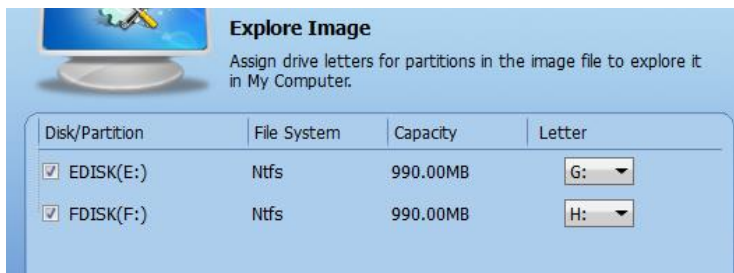 Explore Image
Assign drive letters for partitions in the image file to explore it
in My Computer.
Disk/Partition File System Capacity Letter
EDISK(E:) Ntfs 990.00MB G:
FDISK(F:) Ntfs 990.00MB H: